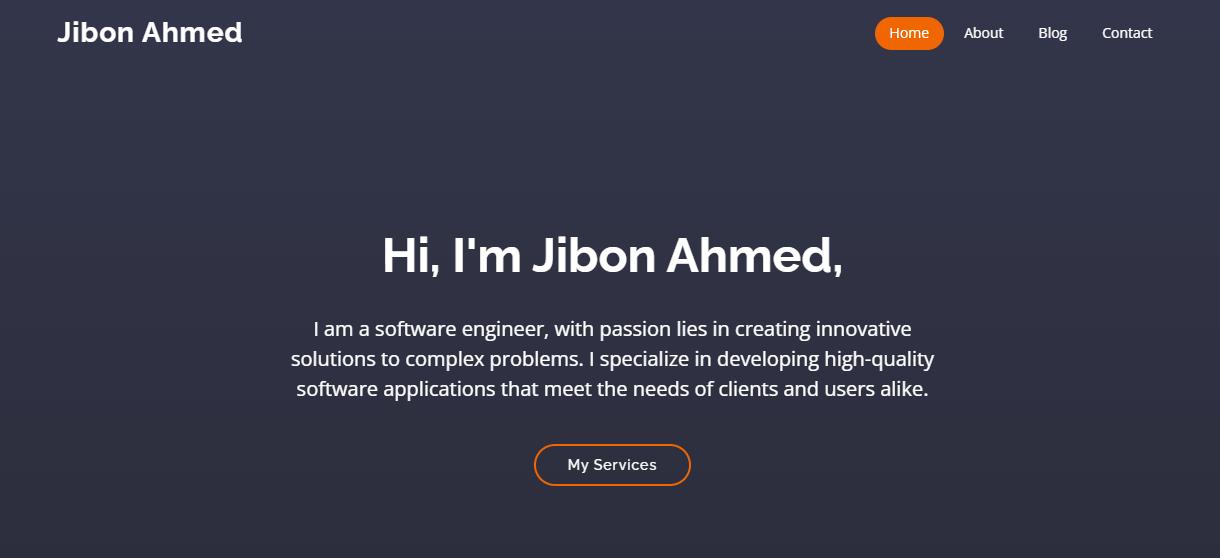 Jibon Ahmed
Home About Blog Contact
Hi, I'm Jibon Ahmed,
I am a software engineer, with passion lies in creating innovative
solutions to complex problems. I specialize in developing high-quality
software applications that meet the needs of clients and users alike.
My Services